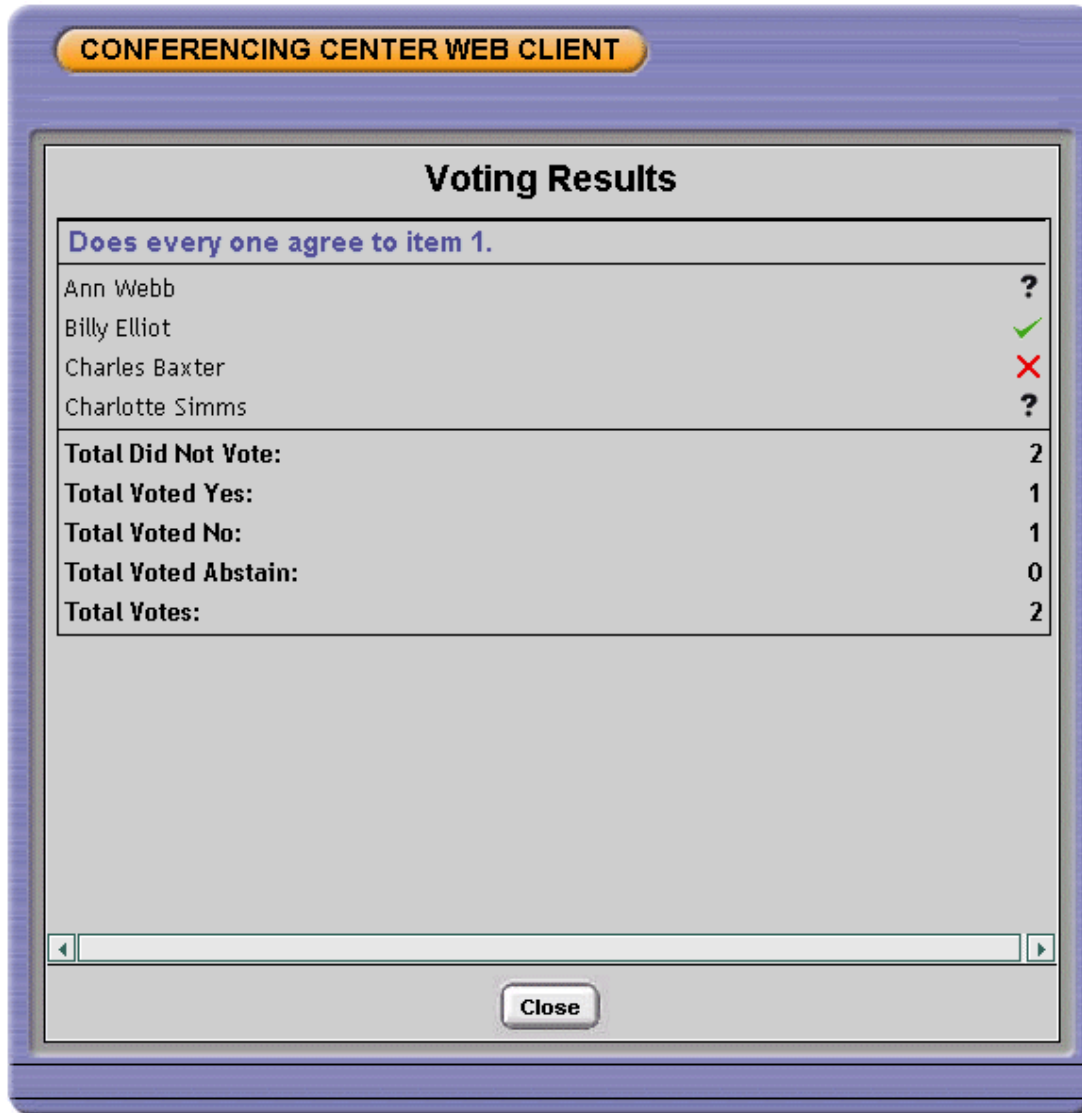 CONFERENCING CENTER WEB CLIENT
Voting Results
Does every one agree to item 1.
Ann Webb ?
Billy Elliot
Charles Baxter
Charlotte Simms ?
Total Did Not Vote: 2
Total Voted Yes: 1
Total Voted No: 1
Total Voted Abstain: 0
Total Votes: 2
Close